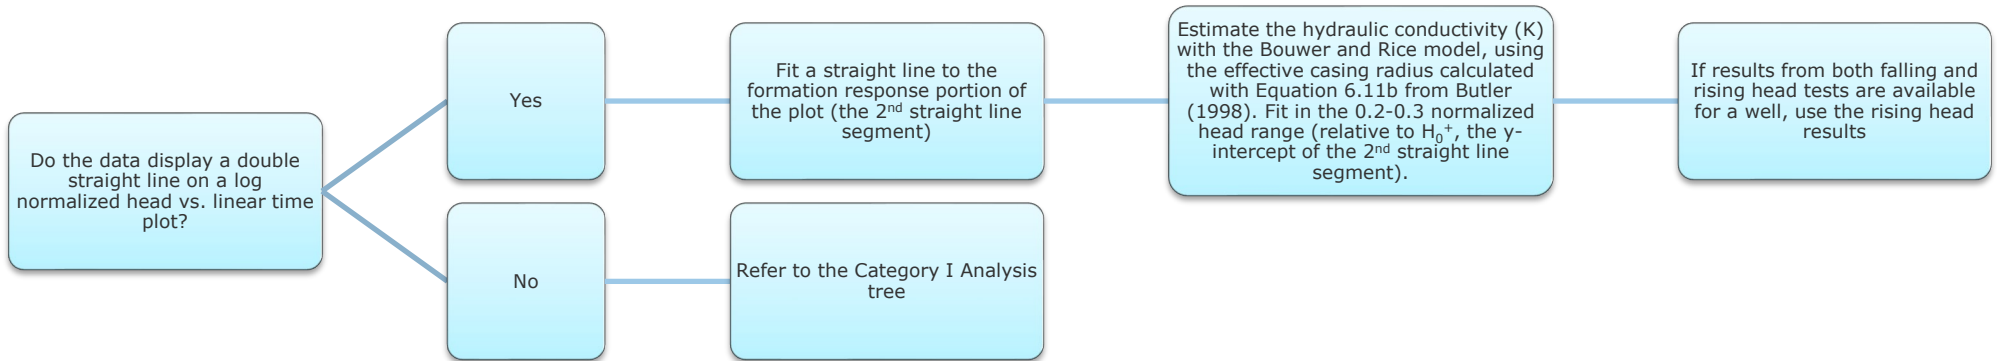 Do the data display a double
straight line on a log
normalized head vs. linear time
plot?
Yes
Fit a straight line to the
formation response portion of
the plot (the 2nd straight line
segment)
Estimate the hydraulic conductivity (K)
with the Bouwer and Rice model, using
the effective casing radius calculated
with Equation 6.11b from Butler
(1998). Fit in the 0.2-0.3 normalized
head range (relative to H0+, the y-
intercept of the 2nd straight line
segment).
If results from both falling and
rising head tests are available
for a well, use the rising head
results
No
Refer to the Category I Analysis
tree